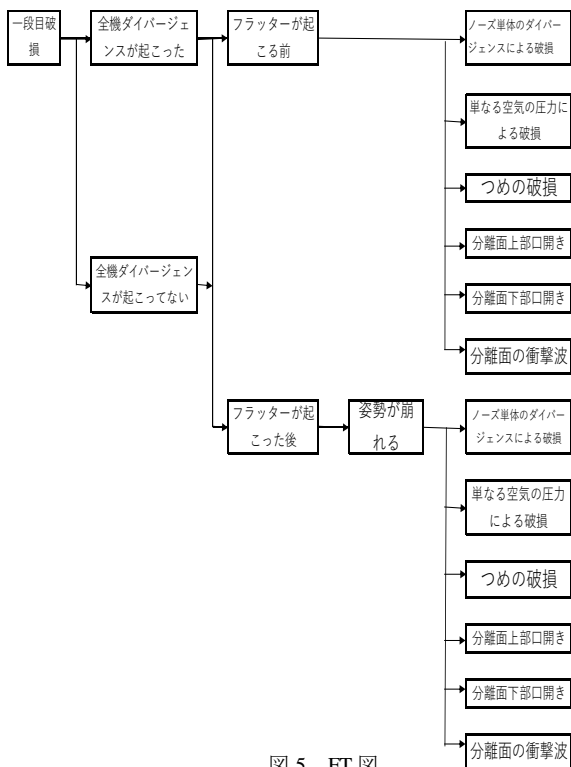 一段目破
損
全機ダイバージェ
ンスが起こった
フラッターが起
こる前
ノーズ単体のダイバー
ジェンスによる破損
単なる空気の圧力に
よる破損
つめの破損
分離面上部口開き
分離面下部口開き
分離面の衝撃波
全機ダイバージェン
スが起こってない
フラッターが起
こった後
姿勢が崩
れる
ノーズ単体のダイバー
ジェンスによる破損
単なる空気の圧力
による破損
つめの破損
分離面上部口開き
分離面下部口開き
分離面の衝撃波
図 5 FT 図